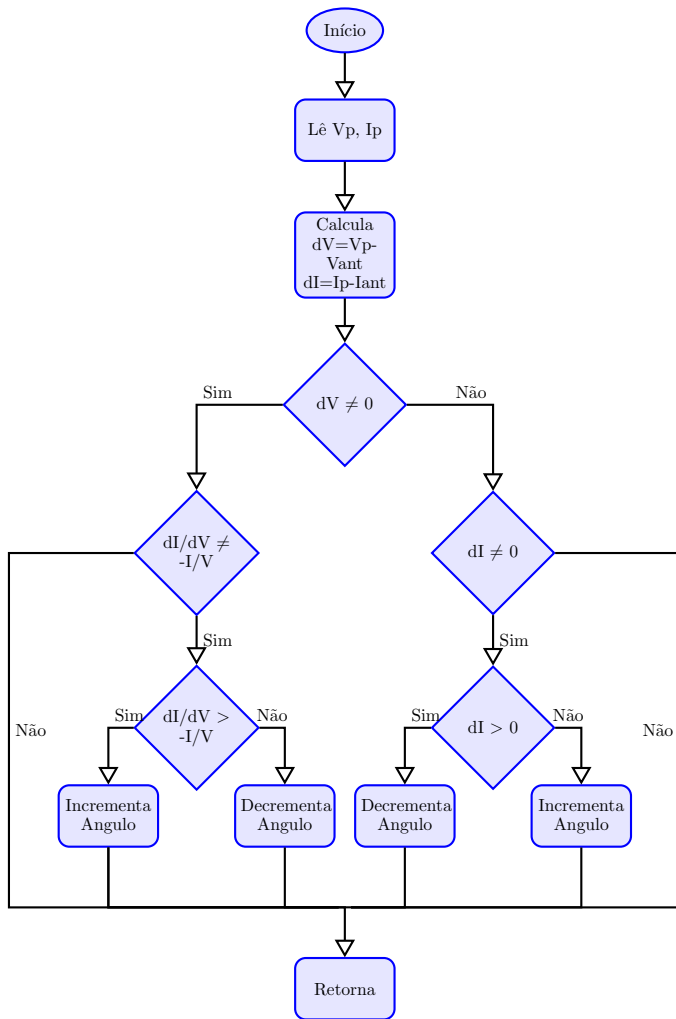 Início
Lê Vp, Ip
Calcula
dV=Vp-
Vant
dI=Ip-Iant
dV ≠ 0
Sim
Não
dI/dV ≠
-I/V
dI ≠ 0
Sim
Sim
dI/dV >
-I/V
dI > 0
Sim
Não
Sim
Não
Não
Não
Incrementa
Angulo
Decrementa
Angulo
Decrementa
Angulo
Incrementa
Angulo
Retorna